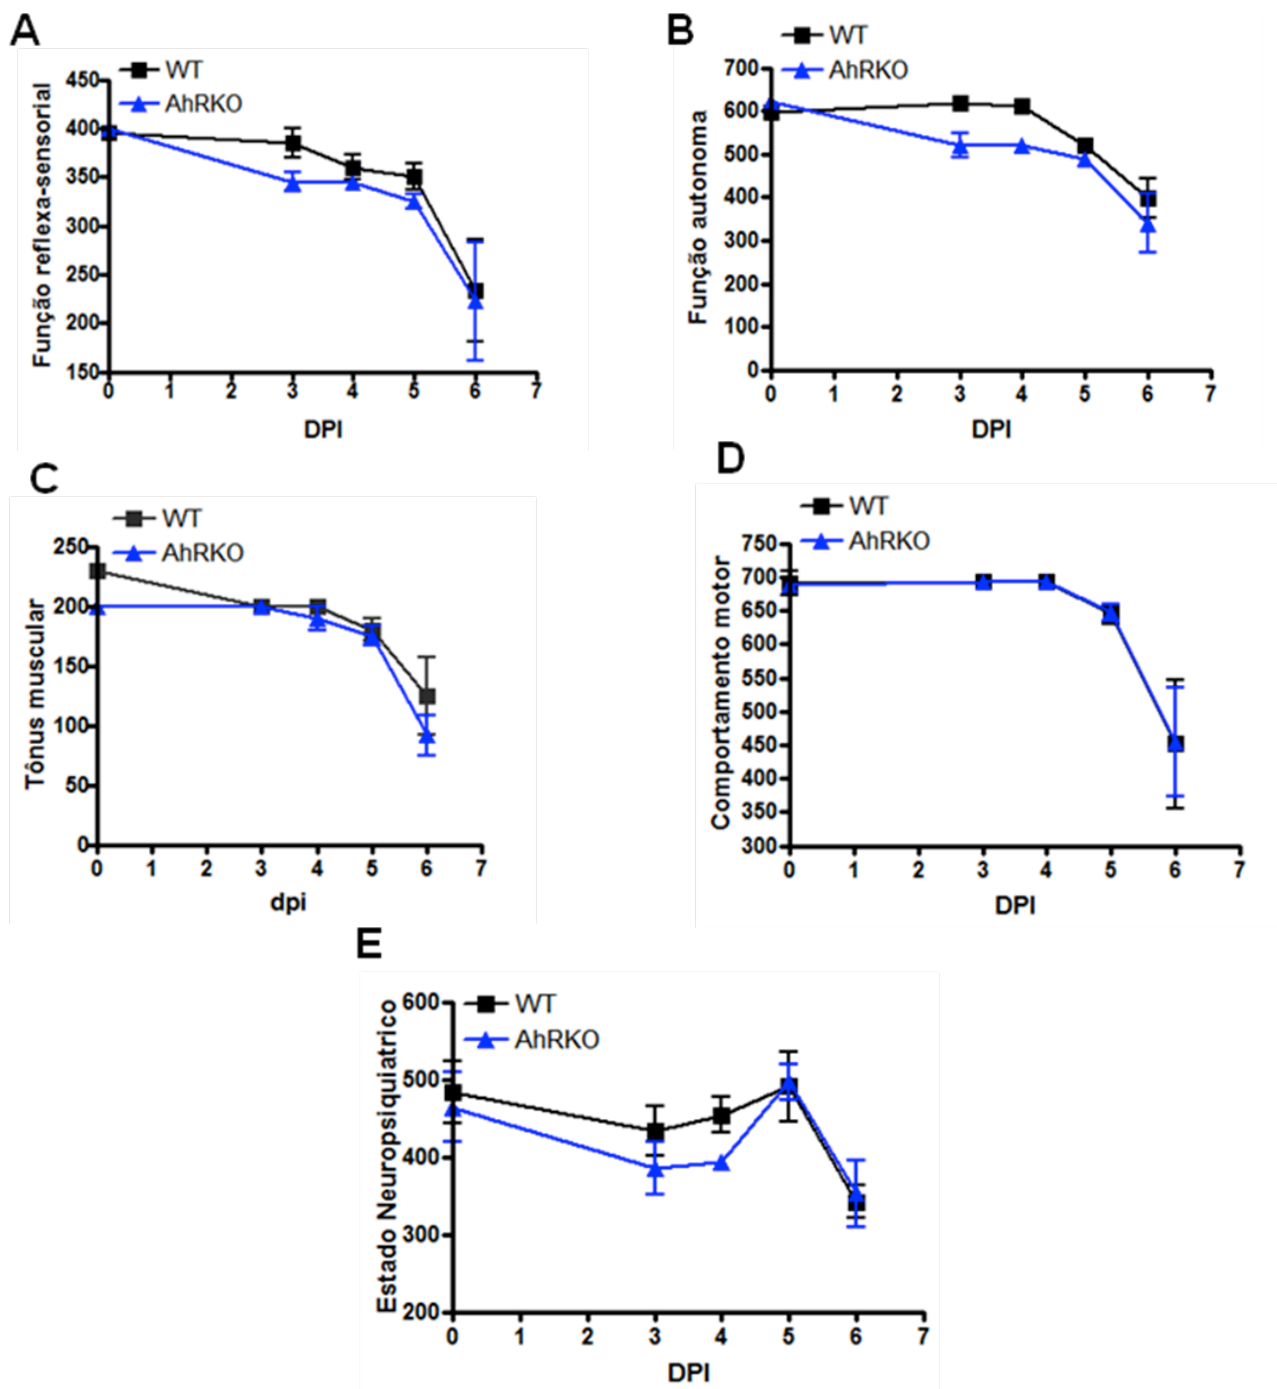 A
WT
AhRKO
Função reflexa-sensorial
450
400
350
300
250
200
150
0 1 2 3 4 5 6 7
DPI
B
WT
AhRKO
Função autonoma
700
600
500
400
300
200
100
0
0 1 2 3 4 5 6 7
DPI
C
WT
AhRKO
Tônus muscular
250
200
150
100
50
0
0 1 2 3 4 5 6 7
dpi
D
WT
AhRKO
Comportamento motor
750
700
650
600
550
500
450
400
350
300
0 1 2 3 4 5 6 7
DPI
E
WT
AhRKO
Estado Neuropsiquiatrico
600
500
400
300
200
0 1 2 3 4 5 6 7
DPI